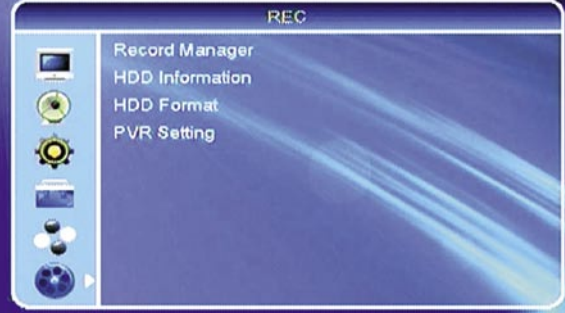 REC
Record Manager
HDD Information
HDD Format
PVR Setting